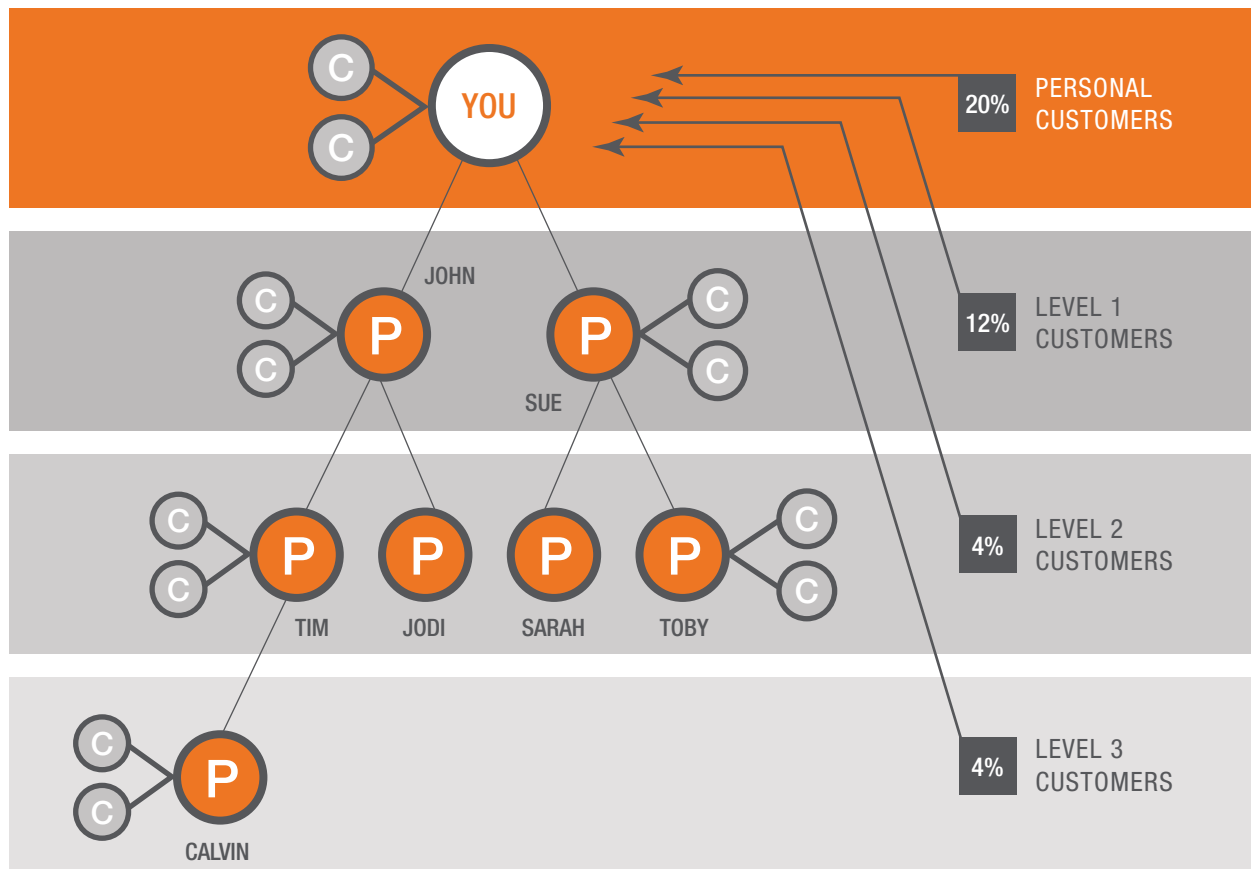 C
YOU
C
20%
PERSONAL
CUSTOMERS
JOHN
C
P
C
P
C
C
SUE
12%
LEVEL 1
CUSTOMERS
C
P
C
P
P
P
C
C
TIM
JODI
SARAH
TOBY
4%
LEVEL 2
CUSTOMERS
C
P
C
CALVIN
4%
LEVEL 3
CUSTOMERS